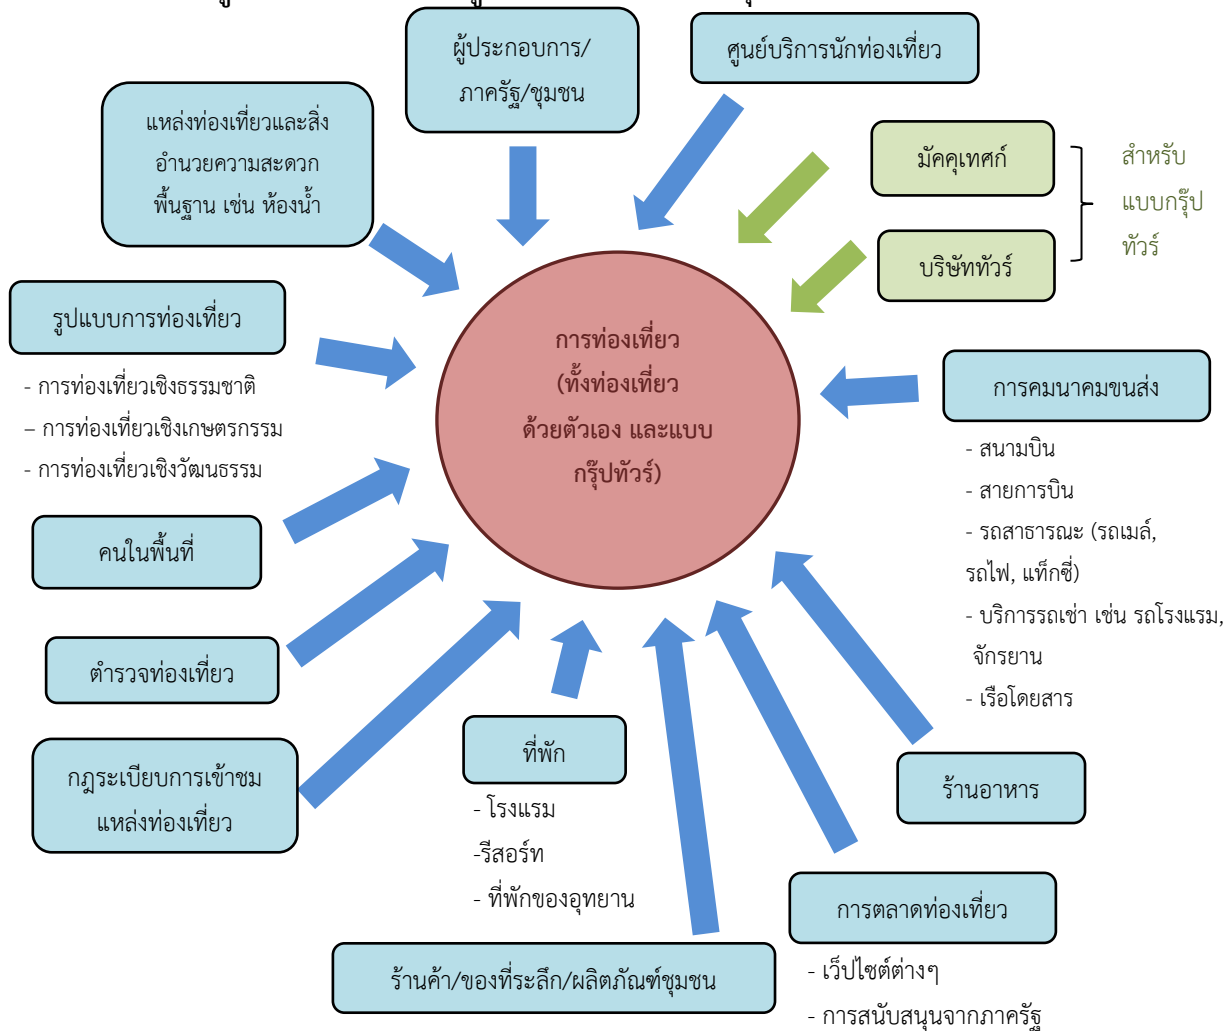 ผู้ประกอบการ/
ภาครัฐ/ชุมชน
ศูนย์บริการนักท่องเที่ยว
แหล่งท่องเที่ยวและสิ่ง
อำนวยความสะดวก
พื้นฐาน เช่น ห้องน้ำ
มัคคุเทศก์
บริษัททัวร์
สำหรับ
แบบกรุ๊ป
ทัวร์
รูปแบบการท่องเที่ยว
- การท่องเที่ยวเชิงธรรมชาติ
– การท่องเที่ยวเชิงเกษตรกรรม
- การท่องเที่ยวเชิงวัฒนธรรม
การท่องเที่ยว
(ทั้งท่องเที่ยว
ด้วยตัวเอง และแบบ
กรุ๊ปทัวร์)
การคมนาคมขนส่ง
- สนามบิน
- สายการบิน
- รถสาธารณะ (รถเมล์,
รถไฟ, แท็กซี่)
- บริการรถเช่า เช่น รถโรงแรม,
จักรยาน
- เรือโดยสาร
คนในพื้นที่
ตำรวจท่องเที่ยว
กฎระเบียบการเข้าชม
แหล่งท่องเที่ยว
ที่พัก
- โรงแรม
-รีสอร์ท
- ที่พักของอุทยาน
ร้านอาหาร
การตลาดท่องเที่ยว
- เว็ปไซต์ต่างๆ
- การสนับสนุนจากภาครัฐ
ร้านค้า/ของที่ระลึก/ผลิตภัณฑ์ชุมชน